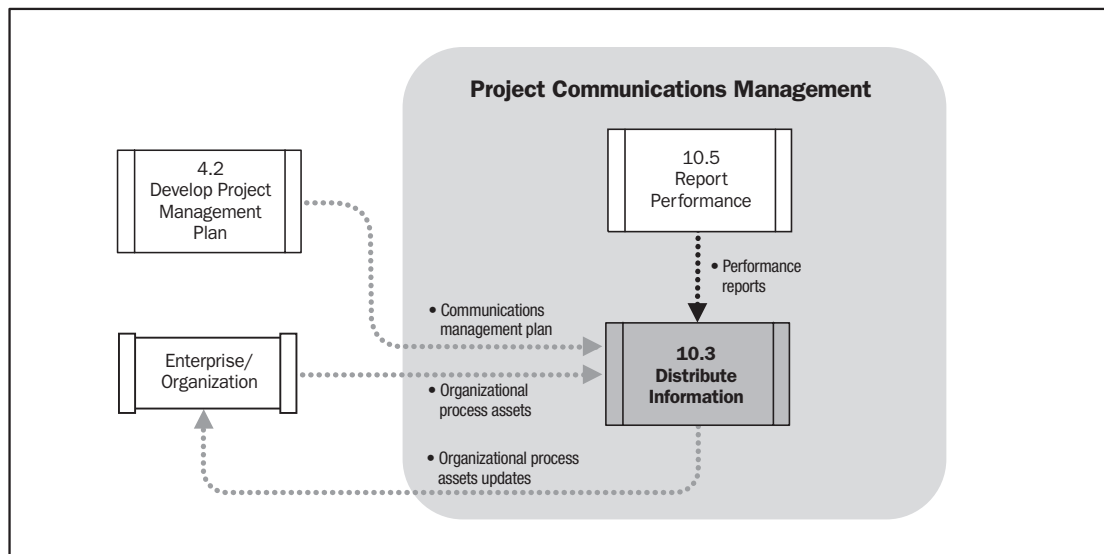 Project Communications Management
4.2
Develop Project
Management
Plan
10.5
Report
Performance
• Performance
reports
• Communications
management plan
Enterprise/
Organization
10.3
Distribute
Information
• Organizational
process assets
• Organizational process
assets updates